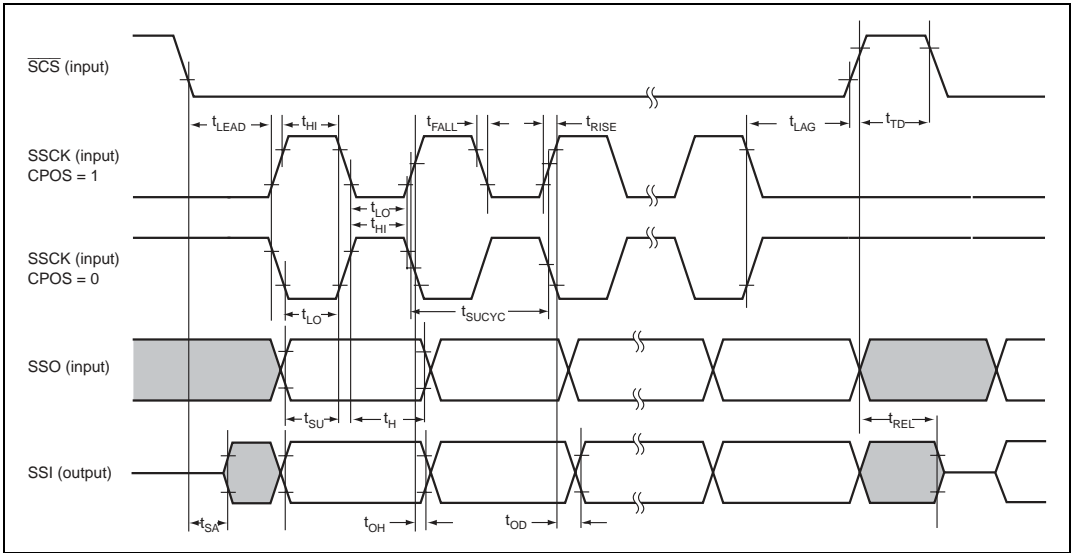 SCS (input)
tLEAD tHI tFALL tRISE tLAG tTD
SSCK (input)
CPOS = 1
tLO
tHI
SSCK (input)
CPOS = 0
tLO tSUCYC
SSO (input)
tSU tH tREL
SSI (output)
tSA tOH tOD